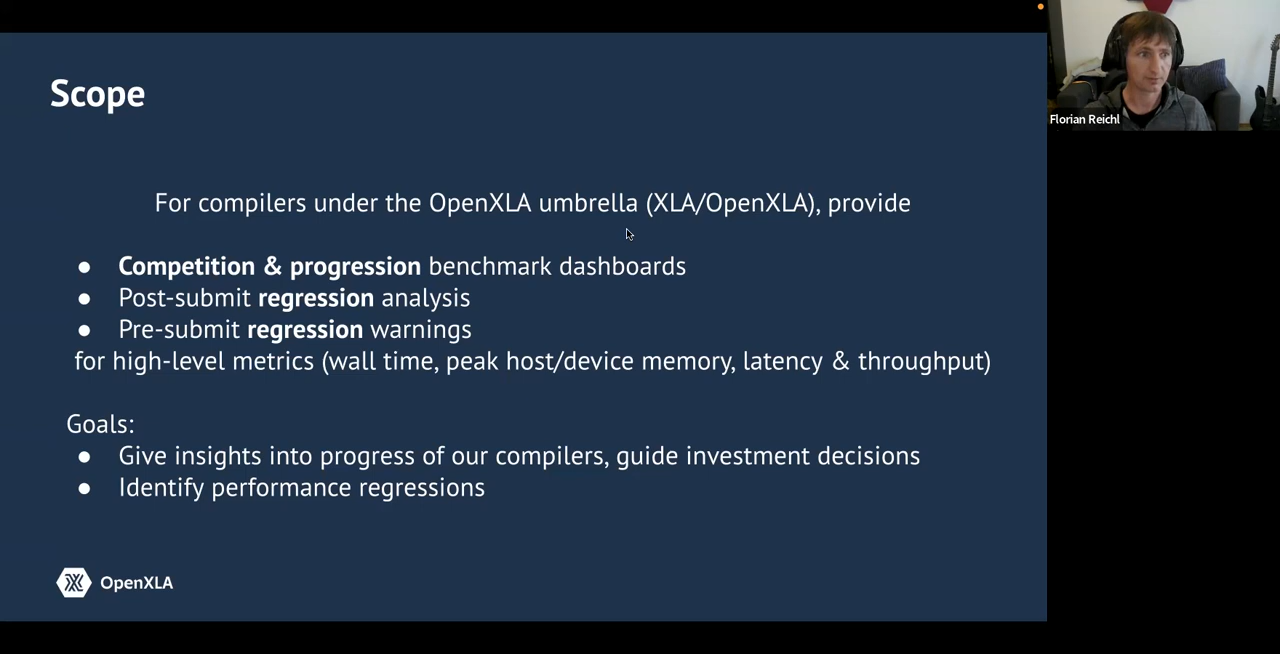 Scope
For compilers under the OpenXLA umbrella (XLA/OpenXLA), provide
● Competition & progression benchmark dashboards
● Post-submit regression analysis
● Pre-submit regression warnings
for high-level metrics (wall time, peak host/device memory, latency & throughput)
Goals:
● Give insights into progress of our compilers, guide investment decisions
● Identify performance regressions
OpenXLA
Florian Reichl